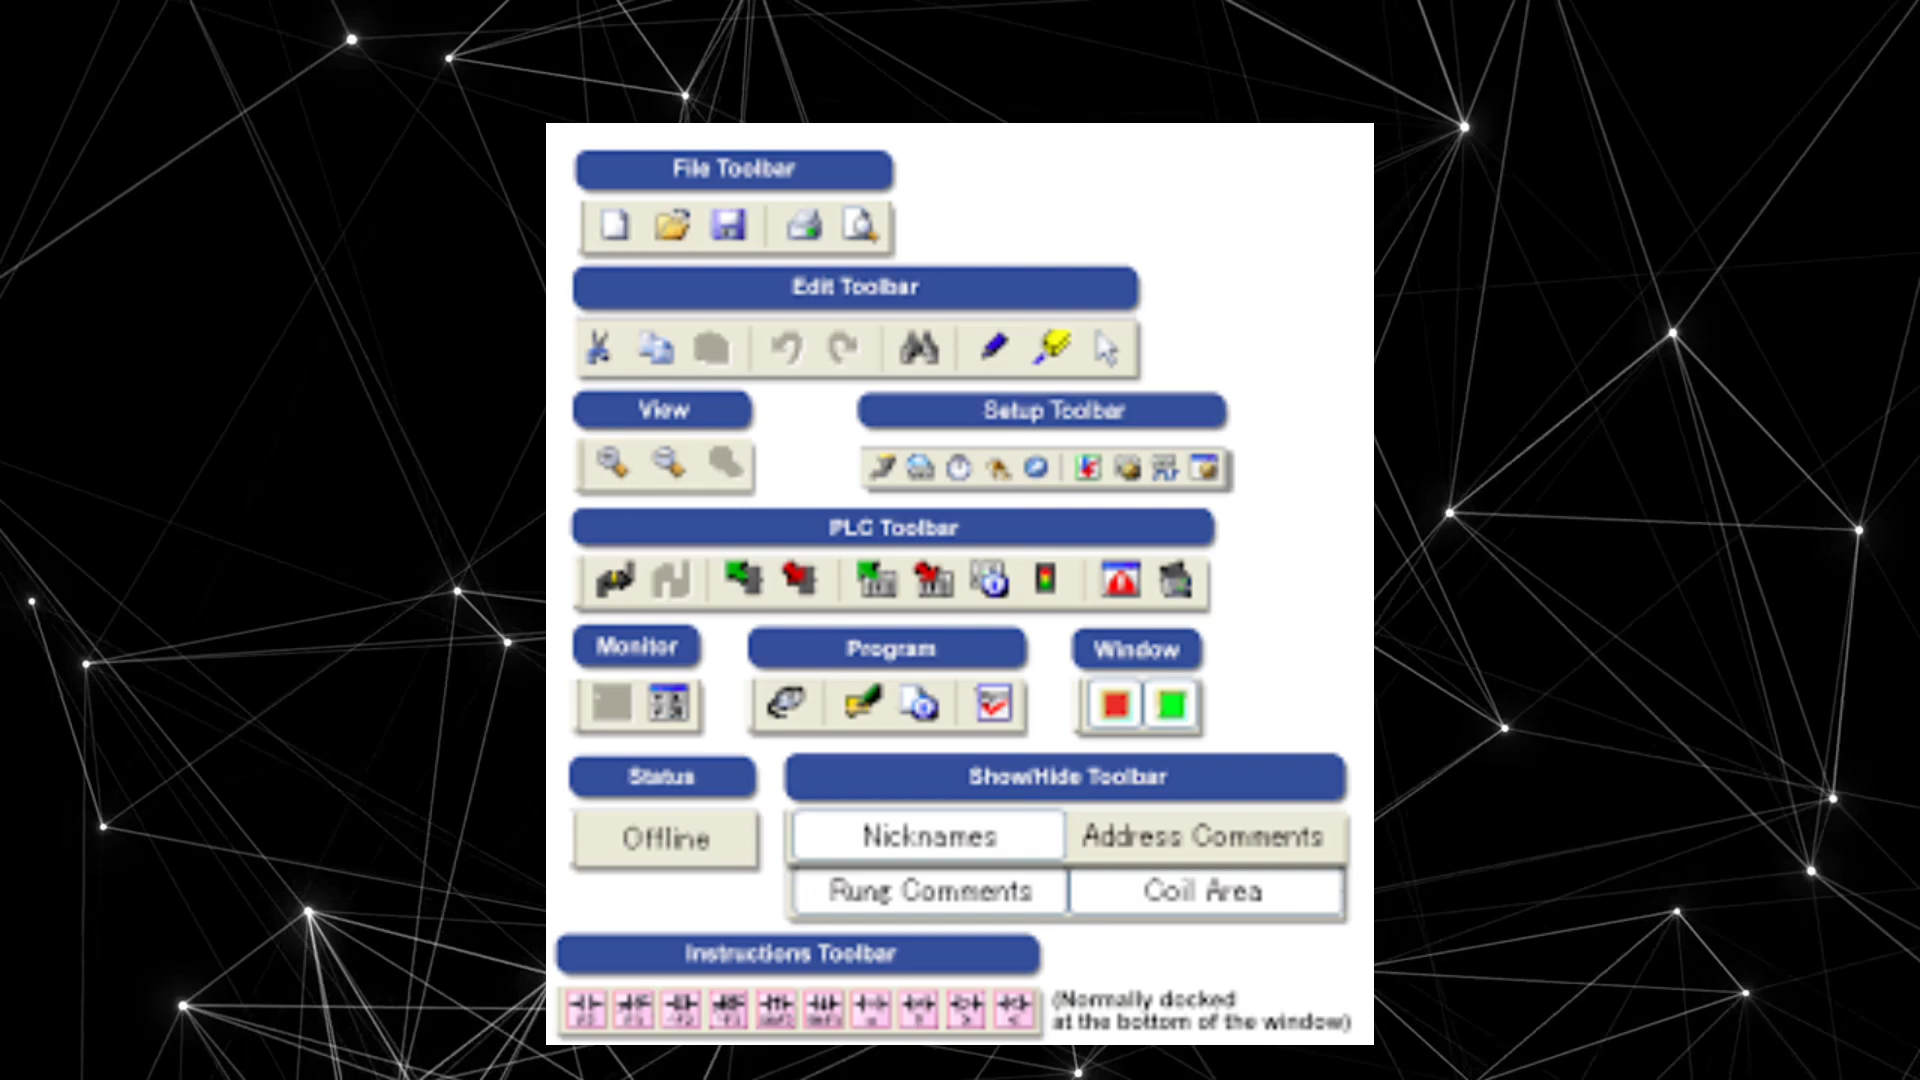 File Toolbar
Edit Toolbar
View
Setup Toolbar
PLC Toolbar
Monitor
Program
Window
Status
Show/Hide Toolbar
Offline
Nicknames
Address Comments
Rung Comments
Coil Area
Instructions Toolbar
(Normally docked
at the bottom of the window)